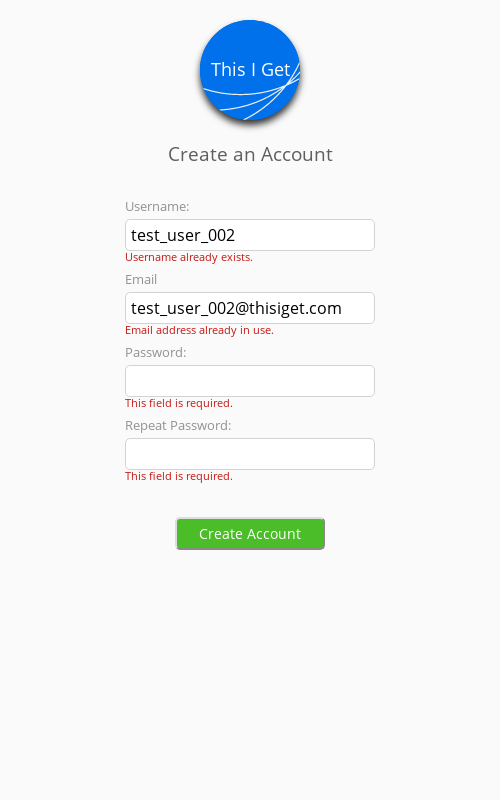 This I Get
Create an Account
Username:
test_user_002
Username already exists.
Email
test_user_002@thisiget.com
Email address already in use.
Password:
This field is required.
Repeat Password:
This field is required.
Create Account